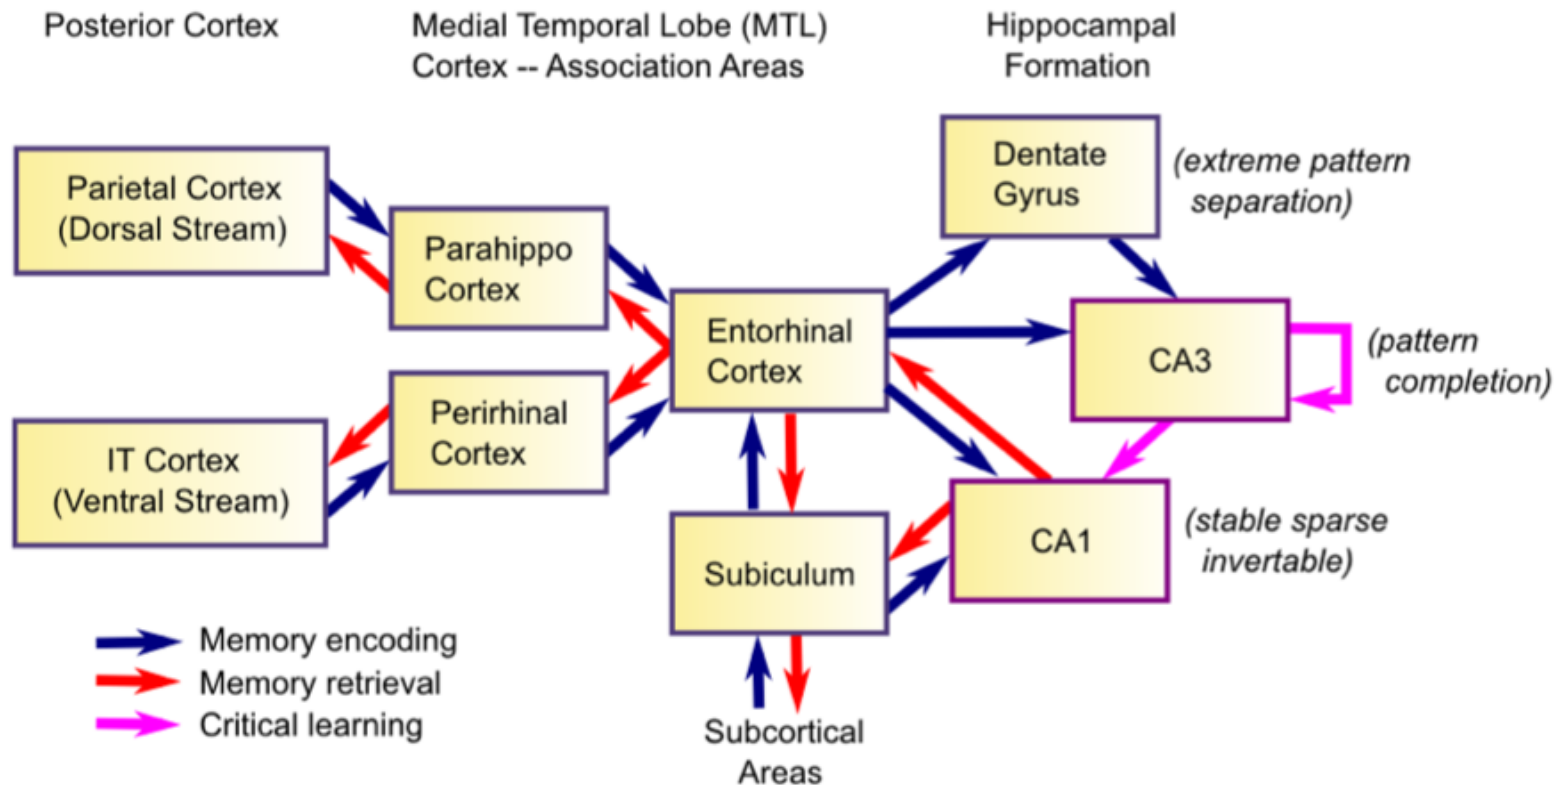 Posterior Cortex
Medial Temporal Lobe (MTL)
Cortex -- Association Areas
Hippocampal
Formation
Parietal Cortex
(Dorsal Stream)
Parahippo
Cortex
Dentate
Gyrus
(extreme pattern
separation)
Entorhinal
Cortex
CA3
(pattern
completion)
IT Cortex
(Ventral Stream)
Perirhinal
Cortex
Subiculum
CA1
(stable sparse
invertable)
Memory encoding
Memory retrieval
Critical learning
Subcortical
Areas